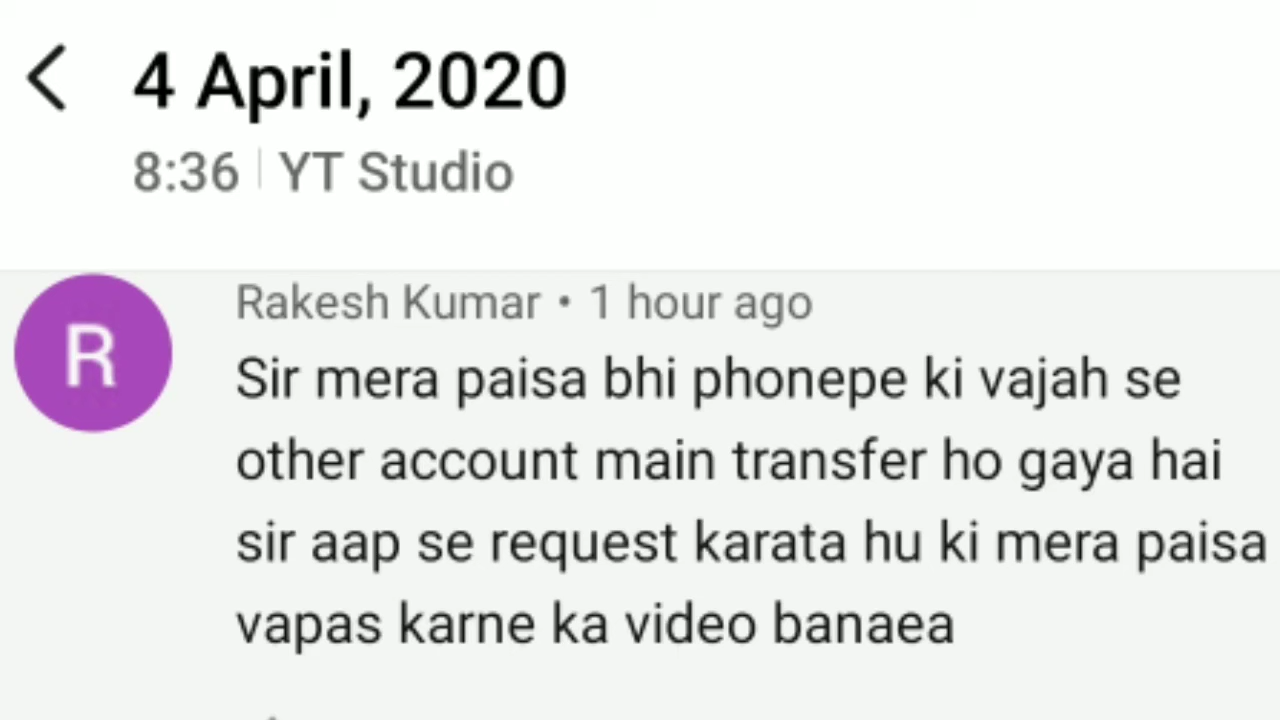 4 April, 2020
8:36 | YT Studio
Rakesh Kumar • 1 hour ago
R
Sir mera paisa bhi phonepe ki vajah se
other account main transfer ho gaya hai
sir aap se request karata hu ki mera paisa
vapas karne ka video banaea